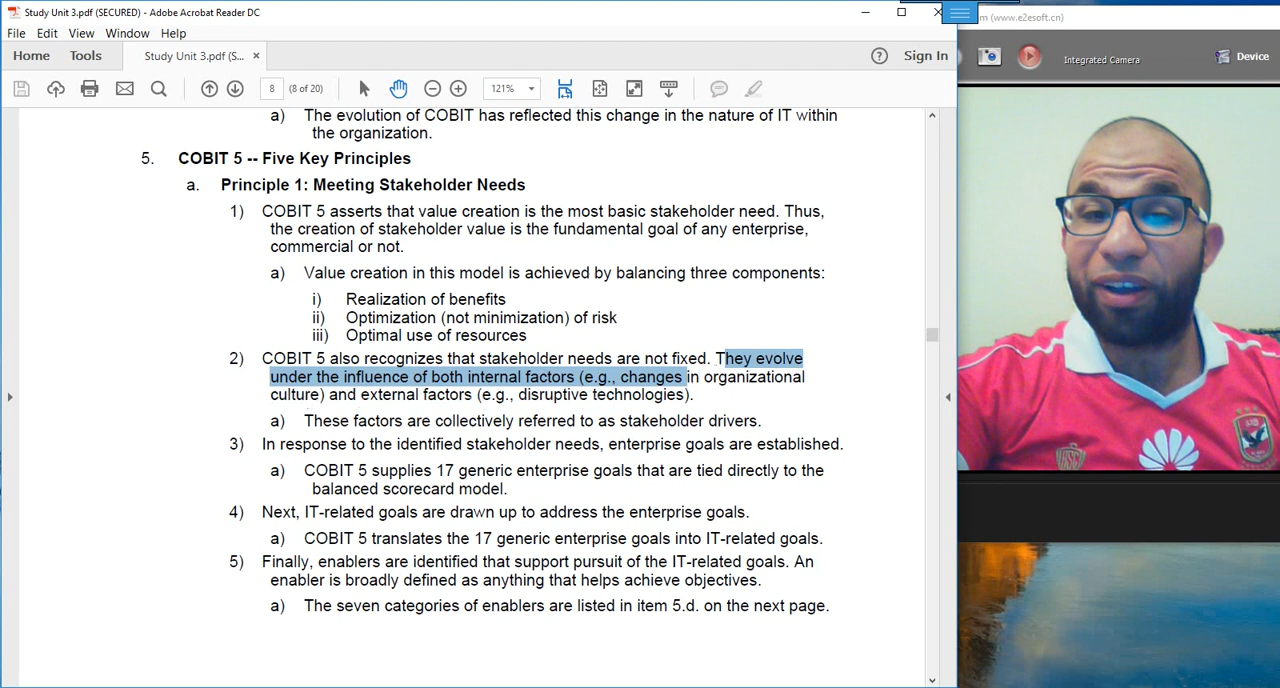 Study Unit 3.pdf (SECURED) - Adobe Acrobat Reader DC
m (www.e2esoft.cn)
File Edit View Window Help
Home Tools Study Unit 3.pdf (S... × Sign In
Integrated Camera Device
8 (8 of 20) 121%
a) The evolution of COBIT has reflected this change in the nature of IT within
the organization.
5. COBIT 5 -- Five Key Principles
a. Principle 1: Meeting Stakeholder Needs
1) COBIT 5 asserts that value creation is the most basic stakeholder need. Thus,
the creation of stakeholder value is the fundamental goal of any enterprise,
commercial or not.
a) Value creation in this model is achieved by balancing three components:
i) Realization of benefits
ii) Optimization (not minimization) of risk
iii) Optimal use of resources
2) COBIT 5 also recognizes that stakeholder needs are not fixed. They evolve
under the influence of both internal factors (e.g., changes in organizational
culture) and external factors (e.g., disruptive technologies).
a) These factors are collectively referred to as stakeholder drivers.
3) In response to the identified stakeholder needs, enterprise goals are established.
a) COBIT 5 supplies 17 generic enterprise goals that are tied directly to the
balanced scorecard model.
4) Next, IT-related goals are drawn up to address the enterprise goals.
a) COBIT 5 translates the 17 generic enterprise goals into IT-related goals.
5) Finally, enablers are identified that support pursuit of the IT-related goals. An
enabler is broadly defined as anything that helps achieve objectives.
a) The seven categories of enablers are listed in item 5.d. on the next page.